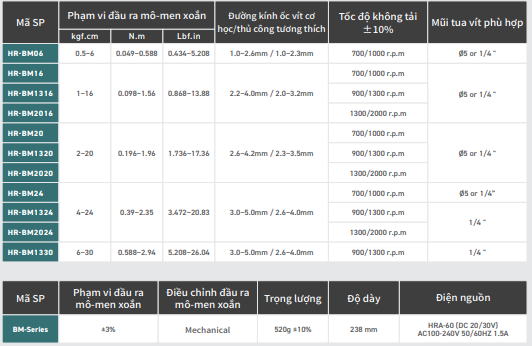 Mã SP Phạm vi đầu ra mô-men xoắn Đường kính ốc vít cơ học/thủ công tương thích Tốc độ không tải ±10% Mũi tua vít phù hợp
kgf.cm N.m Lbf.in
HR-BM06 0.5–6 0.049–0.588 0.434–5.208 1.0–2.6mm / 1.0–2.3mm 700/1000 r.p.m Ø5 or 1/4 "
HR-BM16 700/1000 r.p.m
HR-BM1316 1–16 0.098–1.56 0.868–13.88 2.2–4.0mm / 2.0–3.2mm 900/1300 r.p.m Ø5 or 1/4 "
HR-BM2016 1300/2000 r.p.m
HR-BM20 700/1000 r.p.m
HR-BM1320 2–20 0.196–1.96 1.736–17.36 2.6–4.2mm / 2.3–3.5mm 900/1300 r.p.m Ø5 or 1/4 "
HR-BM2020 1300/2000 r.p.m
HR-BM24 700/1000 r.p.m Ø5 or 1/4"
HR-BM1324 4–24 0.39–2.35 3.472–20.83 3.0–5.0mm / 2.6–4.0mm 900/1300 r.p.m 1/4 "
HR-BM2024 1300/2000 r.p.m
HR-BM1330 6–30 0.588–2.94 5.208–26.04 3.0–5.0mm / 2.6–4.0mm 900/1300 r.p.m 1/4 "
Mã SP Phạm vi đầu ra mô-men xoắn Điều chỉnh đầu ra mô-men xoắn Trọng lượng Độ dày Điện nguồn
BM-Series ±3% Mechanical 520g ±10% 238 mm HRA-60 (DC 20/30V)
AC100-240V 50/60HZ 1.5A